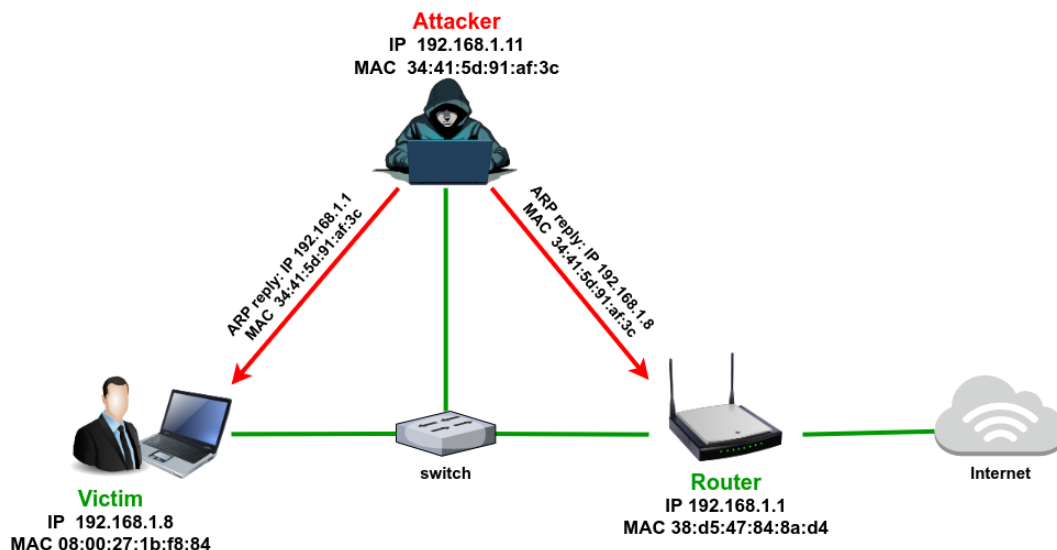 Attacker
IP 192.168.1.11
MAC 34:41:5d:91:af:3c
ARP reply: IP 192.168.1.1
MAC 34:41:5d:91:af:3c
ARP reply: IP 192.168.1.8
MAC 34:41:5d:91:af:3c
switch
Internet
Victim
IP 192.168.1.8
MAC 08:00:27:1b:f8:84
Router
IP 192.168.1.1
MAC 38:d5:47:84:8a:d4